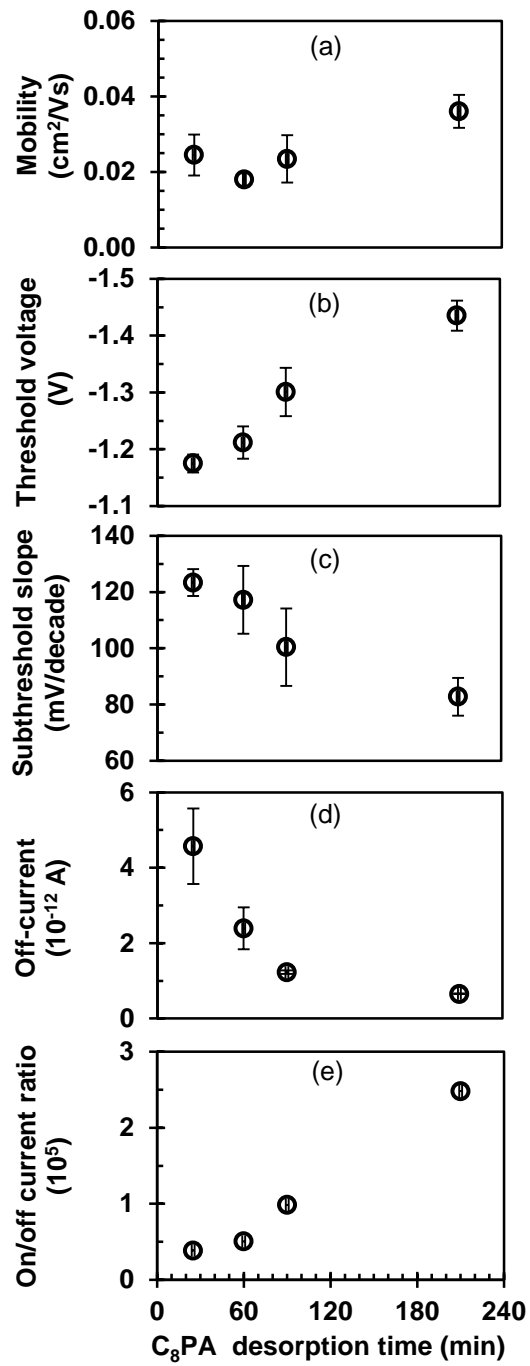 (a)
Mobility
(cm²/Vs)
0.06
0.04
0.02
0.00
(b)
Threshold voltage
(V)
-1.5
-1.4
-1.3
-1.2
-1.1
(c)
Subthreshold slope
(mV/decade)
140
120
100
80
60
(d)
Off-current
(10⁻¹² A)
6
4
2
0
(e)
On/off current ratio
(10⁵)
3
2
1
0
0 60 120 180 240
C₈PA desorption time (min)